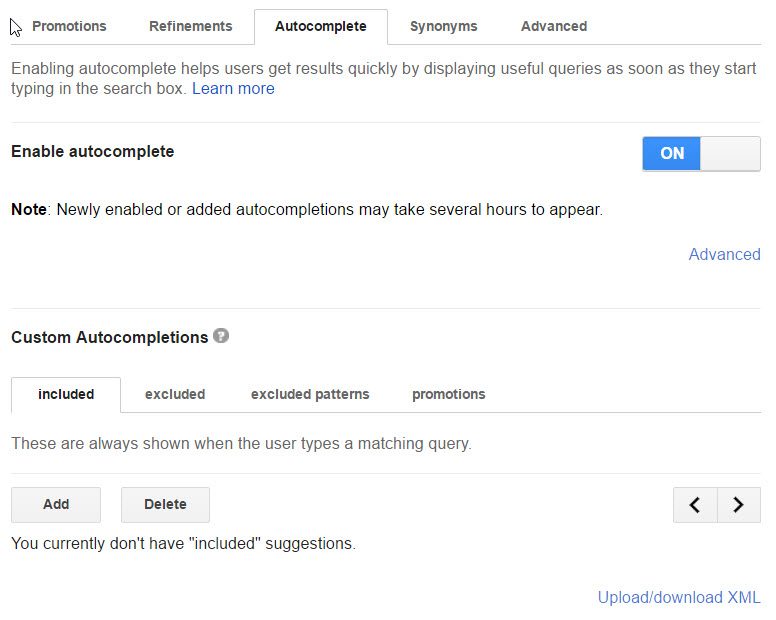 Promotions Refinements Autocomplete Synonyms Advanced
Enabling autocomplete helps users get results quickly by displaying useful queries as soon as they start
typing in the search box. Learn more
Enable autocomplete ON
Note: Newly enabled or added autocompletions may take several hours to appear.
Advanced
Custom Autocompletions ?
included excluded excluded patterns promotions
These are always shown when the user types a matching query.
Add Delete
You currently don't have "included" suggestions.
Upload/download XML